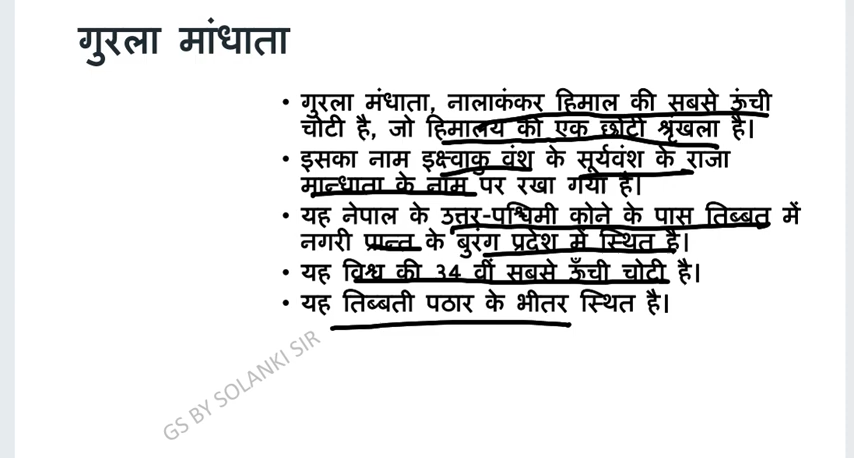 गुरला मांधाता
• गुरला मंधाता, नालाकंकर हिमाल की सबसे ऊंची
चोटी है, जो हिमालय की एक छोटी श्रृंखला है।
• इसका नाम इक्ष्वाकु वंश के सूर्यवंश के राजा
मान्धाता के नाम पर रखा गया है।
• यह नेपाल के उत्तर-पश्चिमी कोने के पास तिब्बत में
नगरी प्रान्त के बुरंग प्रदेश में स्थित है।
• यह विश्व की 34 वीं सबसे ऊँची चोटी है।
• यह तिब्बती पठार के भीतर स्थित है।
GS BY SOLANKI SIR